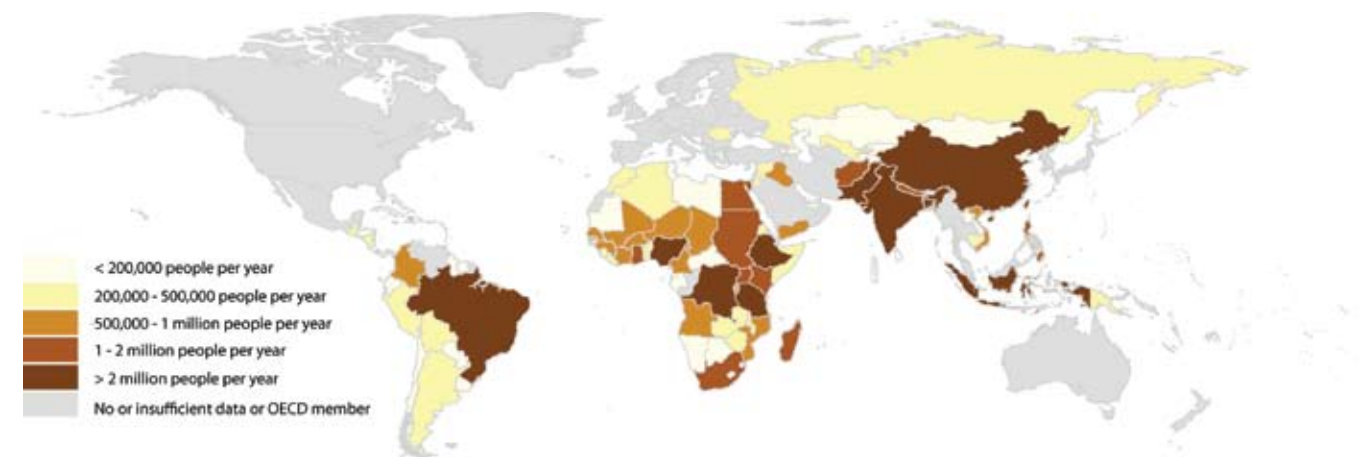 < 200,000 people per year
200,000 - 500,000 people per year
500,000 - 1 million people per year
1 - 2 million people per year
> 2 million people per year
No or insufficient data or OECD member